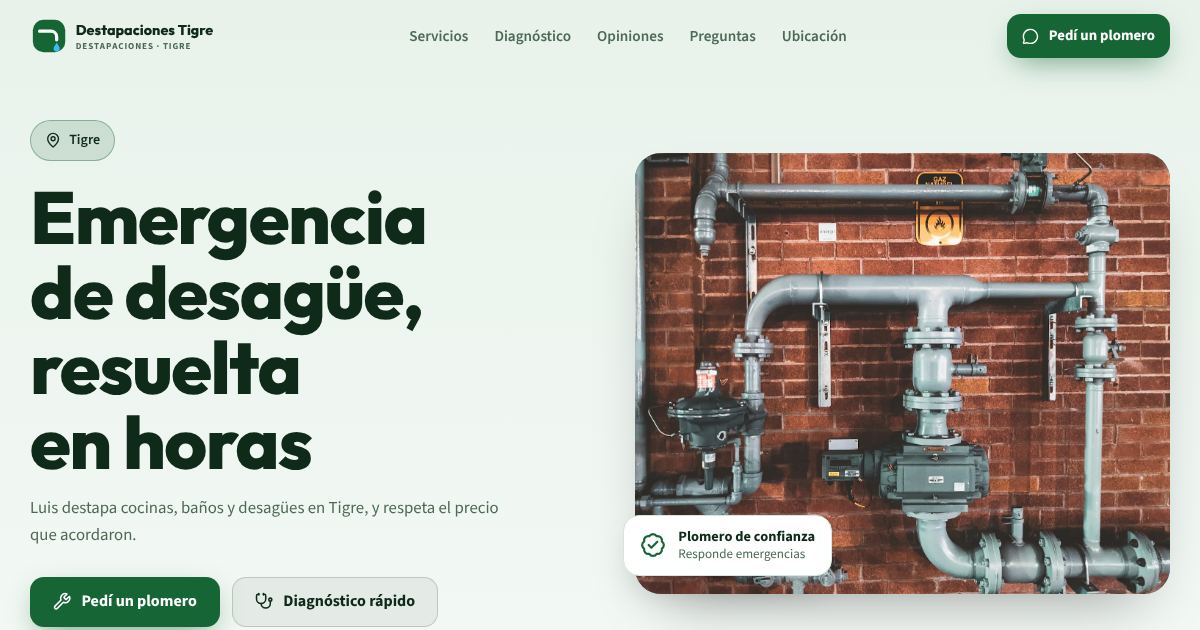 Destapaciones Tigre
DESTAPACIONES · TIGRE
Servicios
Diagnóstico
Opiniones
Preguntas
Ubicación
Pedí un plomero
Tigre
Emergencia
de desagüe,
resuelta
en horas
Luis destapa cocinas, baños y desagües en Tigre, y respeta el precio
que acordaron.
Pedí un plomero
Diagnóstico rápido
GAZ
Plomero de confianza
Responde emergencias